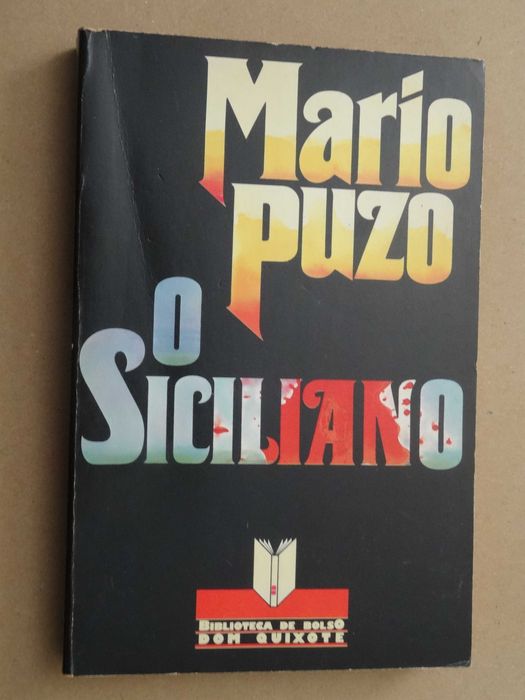 Mario
Puzo
O
SICILIANO
BIBLIOTECA DE BOLSO
DOM QUIXOTE